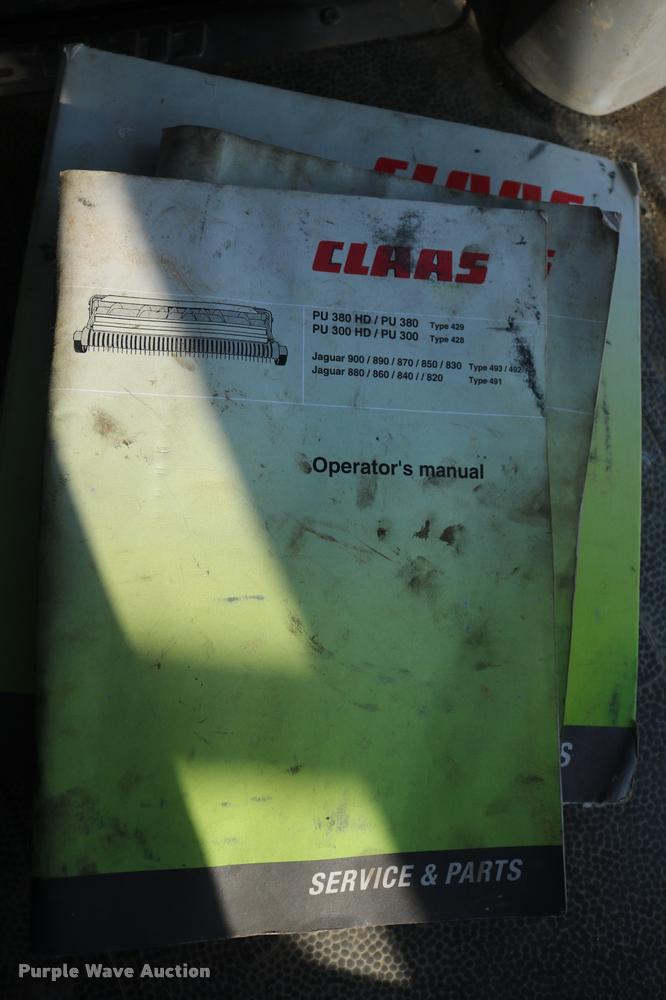 CLAAS
CLAAS
S
PU 380 HD / PU 380 Type 429
PU 300 HD / PU 300 Type 428
Jaguar 900 / 890 / 870 / 850 / 830 Type 493 / 492
Jaguar 880 / 860 / 840 / / 820 Type 491
Operator's manual
S
SERVICE & PARTS
Purple Wave Auction